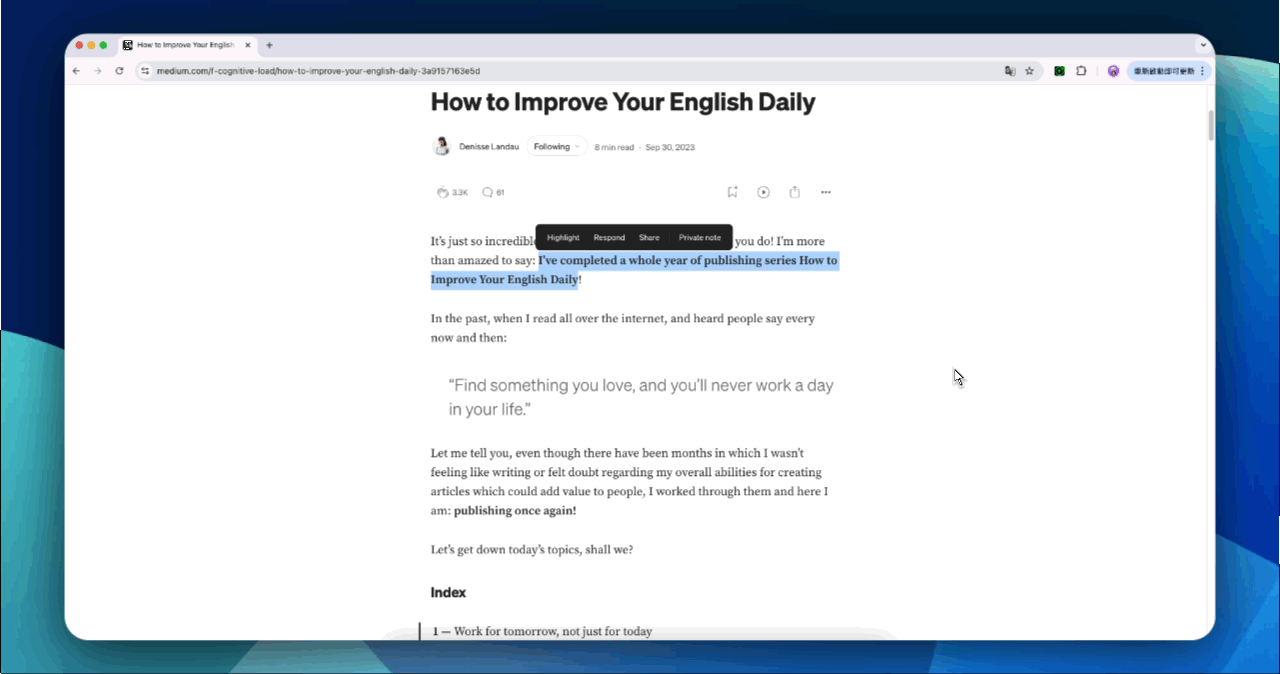 How to Improve Your English
medium.com/f-cognitive-load/how-to-improve-your-english-daily-3a9157163e5d
重新啟動即可更新
How to Improve Your English Daily
Denisse Landau
Following
8 min read · Sep 30, 2023
3.3K
61
Highlight Respond Share Private note
It's just so incredible you do! I'm more
than amazed to say: I've completed a whole year of publishing series How to
Improve Your English Daily!
In the past, when I read all over the internet, and heard people say every
now and then:
“Find something you love, and you'll never work a day
in your life.”
Let me tell you, even though there have been months in which I wasn't
feeling like writing or felt doubt regarding my overall abilities for creating
articles which could add value to people, I worked through them and here I
am: publishing once again!
Let's get down today's topics, shall we?
Index
1 — Work for tomorrow, not just for today